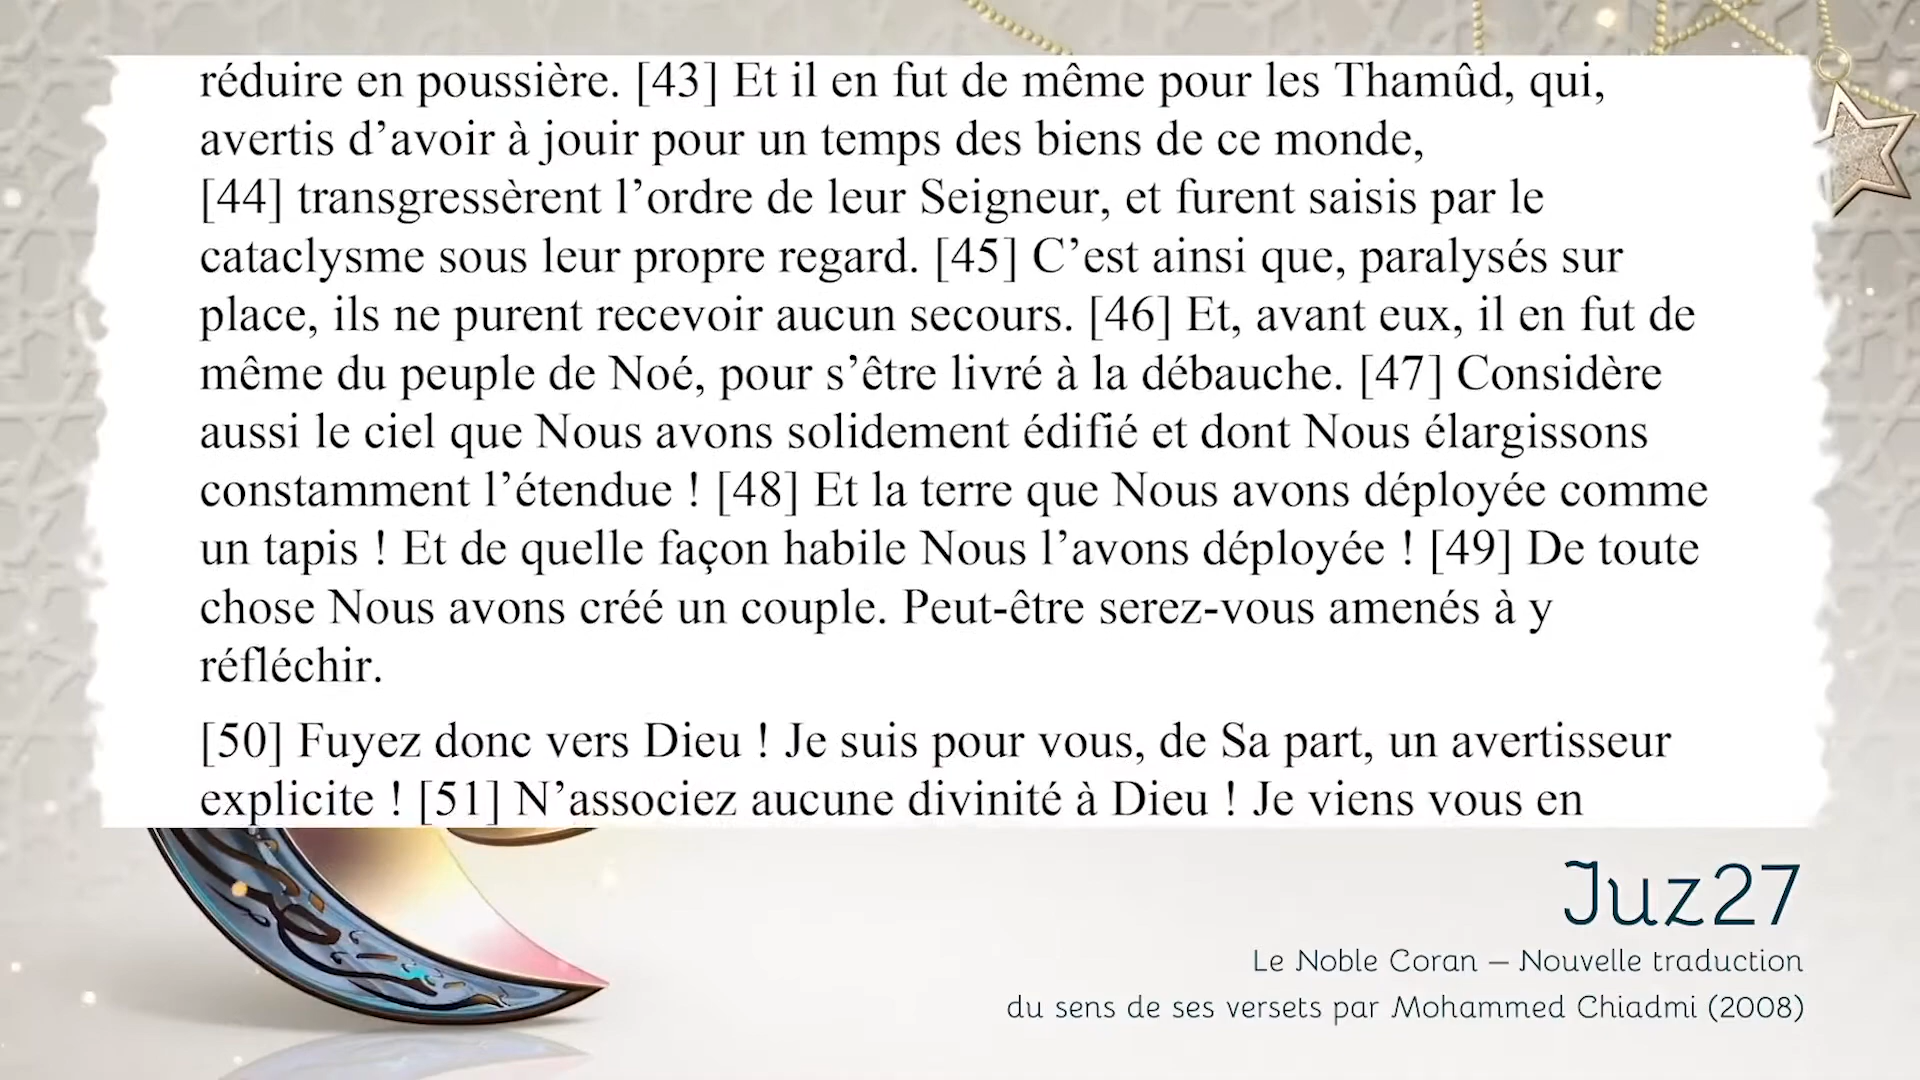 réduire en poussière. [43] Et il en fut de même pour les Thamûd, qui,
avertis d’avoir à jouir pour un temps des biens de ce monde,
[44] transgressèrent l’ordre de leur Seigneur, et furent saisis par le
cataclysme sous leur propre regard. [45] C’est ainsi que, paralysés sur
place, ils ne purent recevoir aucun secours. [46] Et, avant eux, il en fut de
même du peuple de Noé, pour s’être livré à la débauche. [47] Considère
aussi le ciel que Nous avons solidement édifié et dont Nous élargissons
constamment l’étendue ! [48] Et la terre que Nous avons déployée comme
un tapis ! Et de quelle façon habile Nous l’avons déployée ! [49] De toute
chose Nous avons créé un couple. Peut-être serez-vous amenés à y
réfléchir.
[50] Fuyez donc vers Dieu ! Je suis pour vous, de Sa part, un avertisseur
explicite ! [51] N’associez aucune divinité à Dieu ! Je viens vous en
Juz27
Le Noble Coran – Nouvelle traduction
du sens de ses versets par Mohammed Chiadmi (2008)